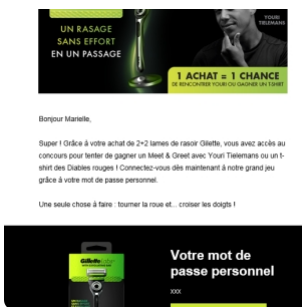 YOURI
TIELEMANS
UN RASAGE
SANS EFFORT
EN UN PASSAGE
1 ACHAT = 1 CHANCE
DE RENCONTRER YOURI OU GAGNER UN T-SHIRT
Bonjour Marielle,
Super ! Grâce à votre achat de 2+2 lames de rasoir Gilette, vous avez accès au
concours pour tenter de gagner un Meet & Greet avec Youri Tielemans ou un t-
shirt des Diables rouges ! Connectez-vous dès maintenant à notre grand jeu
grâce à votre mot de passe personnel.
Une seule chose à faire : tourner la roue et... croiser les doigts !
Votre mot de
passe personnel
xxx
Gillette Labs